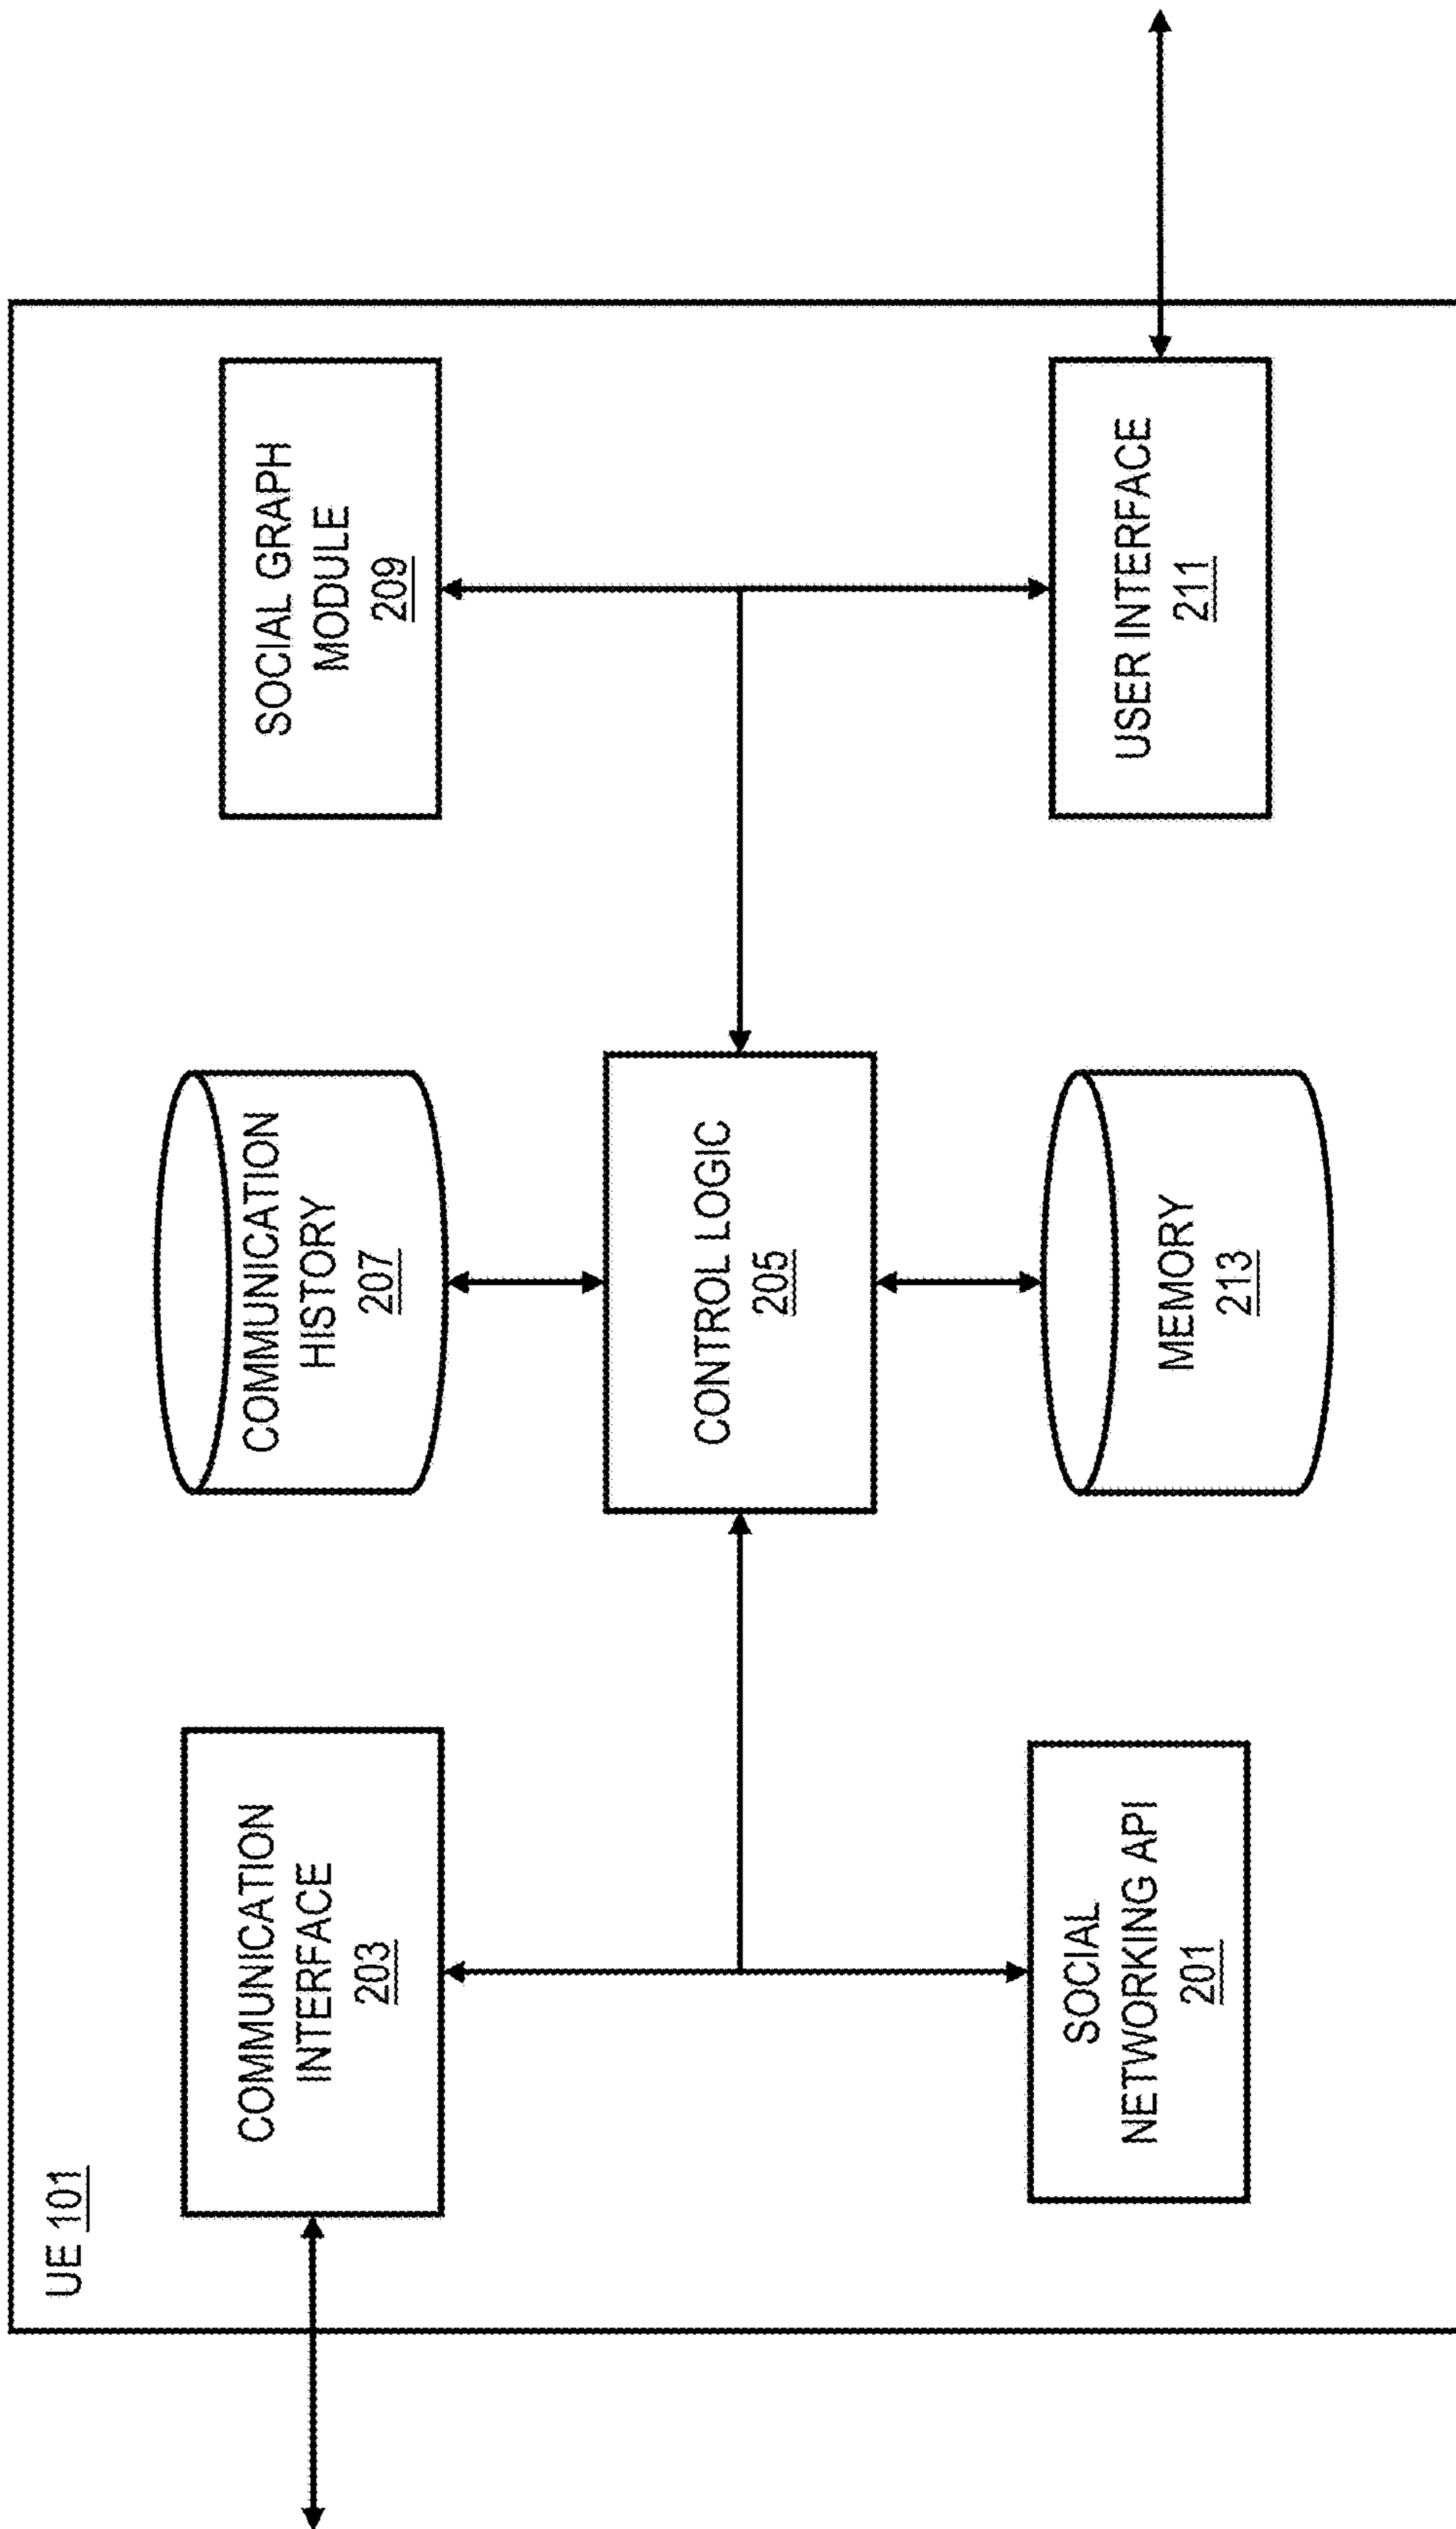 UE 101
COMMUNICATION
INTERFACE
203
COMMUNICATION
HISTORY
207
SOCIAL GRAPH
MODULE
209
CONTROL LOGIC
205
SOCIAL
NETWORKING API
201
MEMORY
213
USER INTERFACE
211